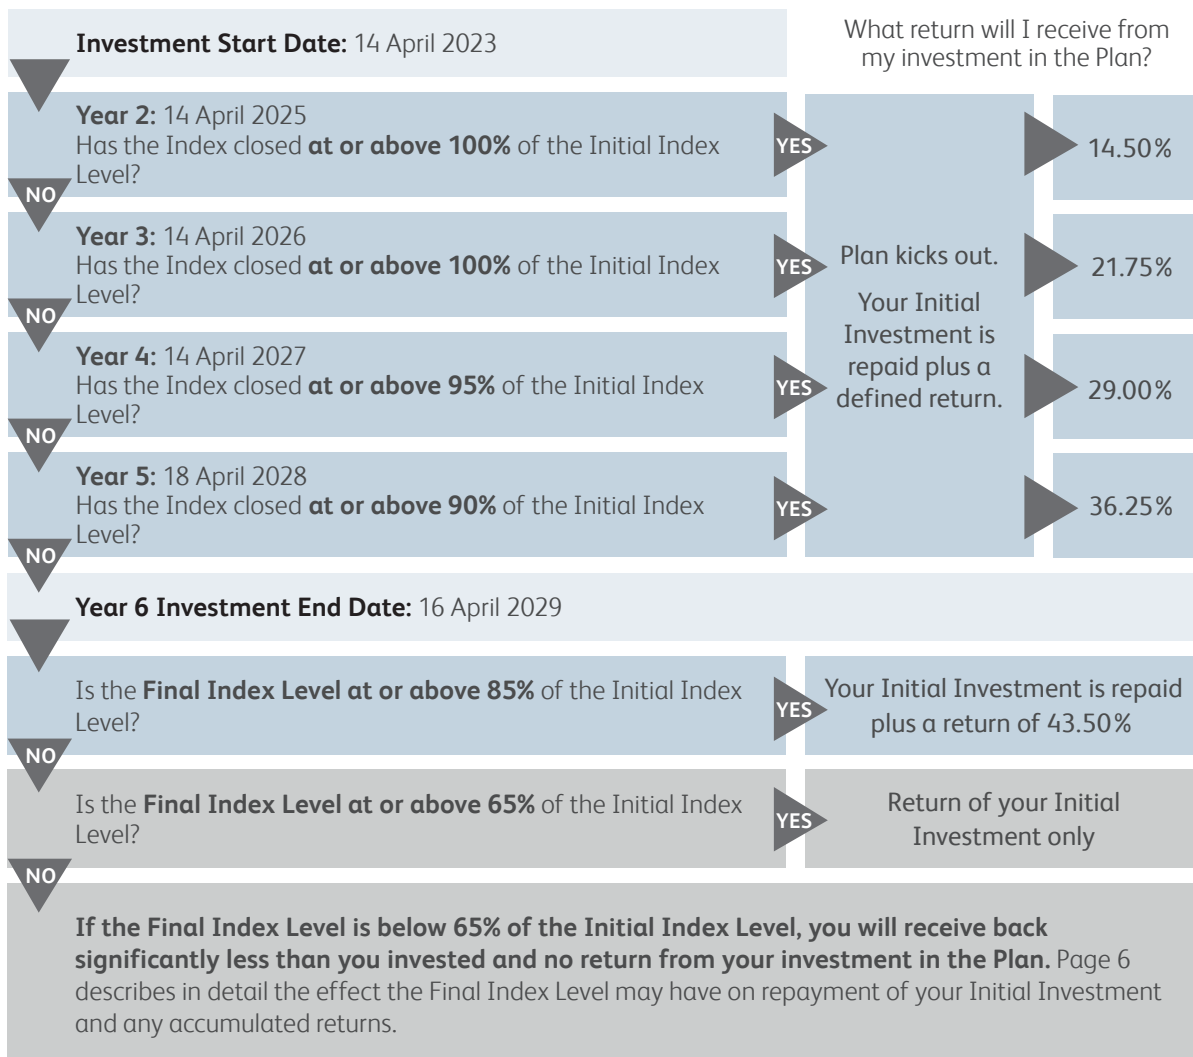 Investment Start Date: 14 April 2023
What return will I receive from
my investment in the Plan?
Year 2: 14 April 2025
Has the Index closed at or above 100% of the Initial Index
Level?
YES
14.50%
NO
Year 3: 14 April 2026
Has the Index closed at or above 100% of the Initial Index
Level?
YES
21.75%
NO
Plan kicks out.
Your Initial
Investment is
repaid plus a
defined return.
Year 4: 14 April 2027
Has the Index closed at or above 95% of the Initial Index
Level?
YES
29.00%
NO
Year 5: 18 April 2028
Has the Index closed at or above 90% of the Initial Index
Level?
YES
36.25%
NO
Year 6 Investment End Date: 16 April 2029
Is the Final Index Level at or above 85% of the Initial Index
Level?
YES
Your Initial Investment is repaid
plus a return of 43.50%
NO
Is the Final Index Level at or above 65% of the Initial Index
Level?
YES
Return of your Initial
Investment only
NO
If the Final Index Level is below 65% of the Initial Index Level, you will receive back
significantly less than you invested and no return from your investment in the Plan. Page 6
describes in detail the effect the Final Index Level may have on repayment of your Initial Investment
and any accumulated returns.